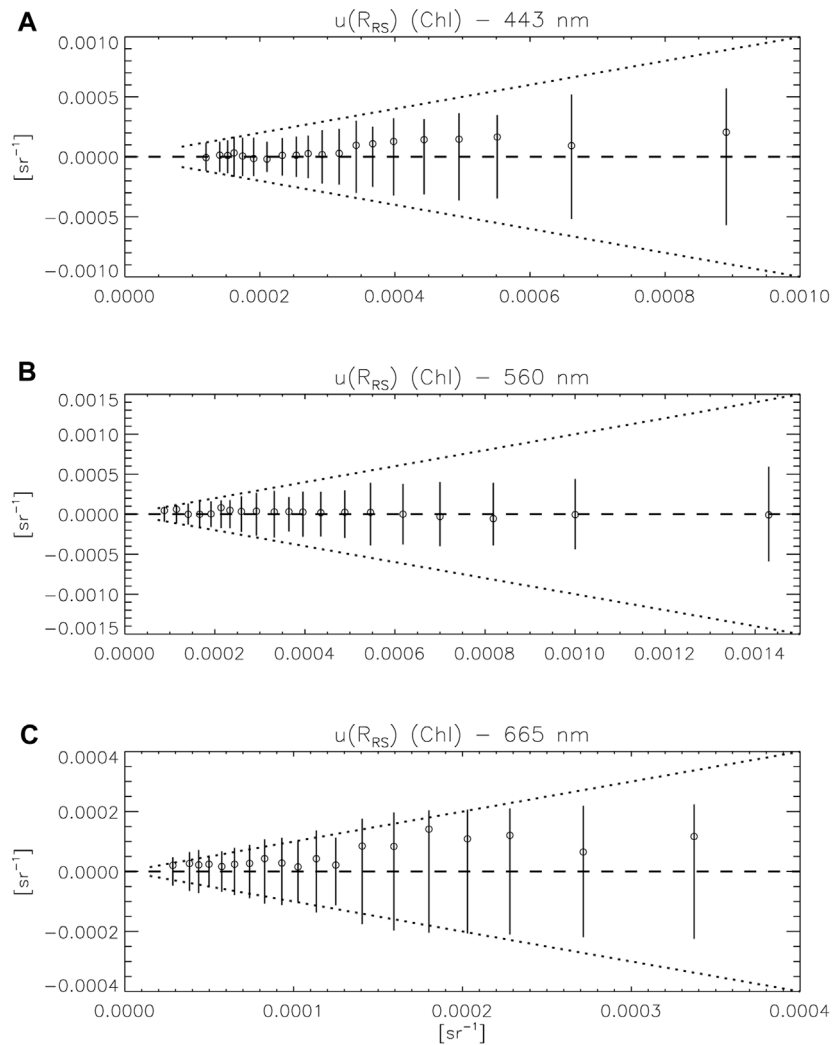 A
u(R_RS) (Chl) − 443 nm
0.0010
0.0005
0.0000
−0.0005
−0.0010
[sr⁻¹]
0.0000 0.0002 0.0004 0.0006 0.0008 0.0010
B
u(R_RS) (Chl) − 560 nm
0.0015
0.0010
0.0005
0.0000
−0.0005
−0.0010
−0.0015
[sr⁻¹]
0.0000 0.0002 0.0004 0.0006 0.0008 0.0010 0.0012 0.0014
C
u(R_RS) (Chl) − 665 nm
0.0004
0.0002
0.0000
−0.0002
−0.0004
[sr⁻¹]
0.0000 0.0001 0.0002 0.0003 0.0004
[sr⁻¹]